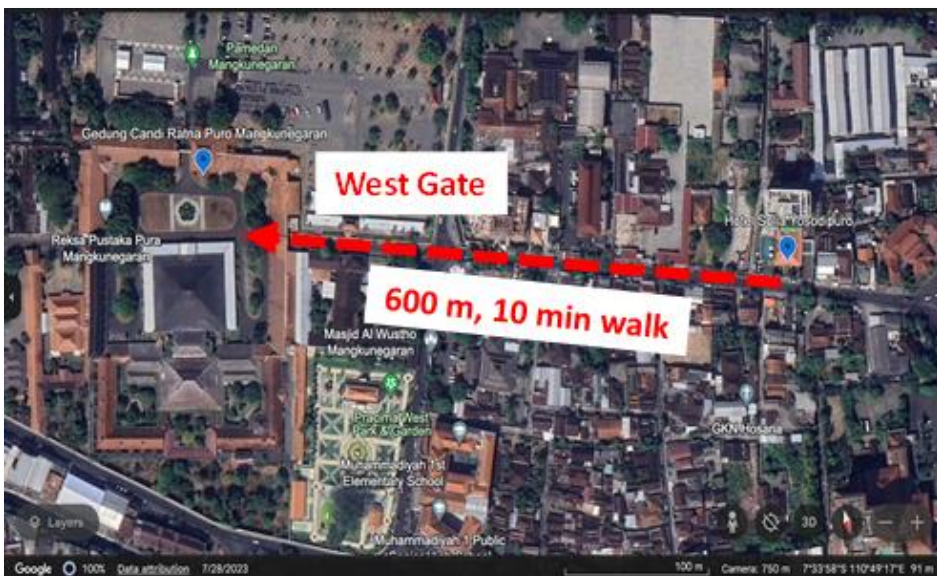 Pamedan
Mangkunegaran
Gedung Candi Ratna Puro Mangkunegaran
West Gate
Reksa Pustaka Pura
Mangkunegaran
600 m, 10 min walk
Masjid Al Wustho
Mangkunegaran
Pracima West
Park & Garden
GKN Hosana
Muhammadiyah 1st
Elementary School
Muhammadiyah 1 Public
Layers
3D
Google 100% Data attribution 7/28/2023 100 m Camera: 750 m 7°33'58"S 110°49'17"E 91 m